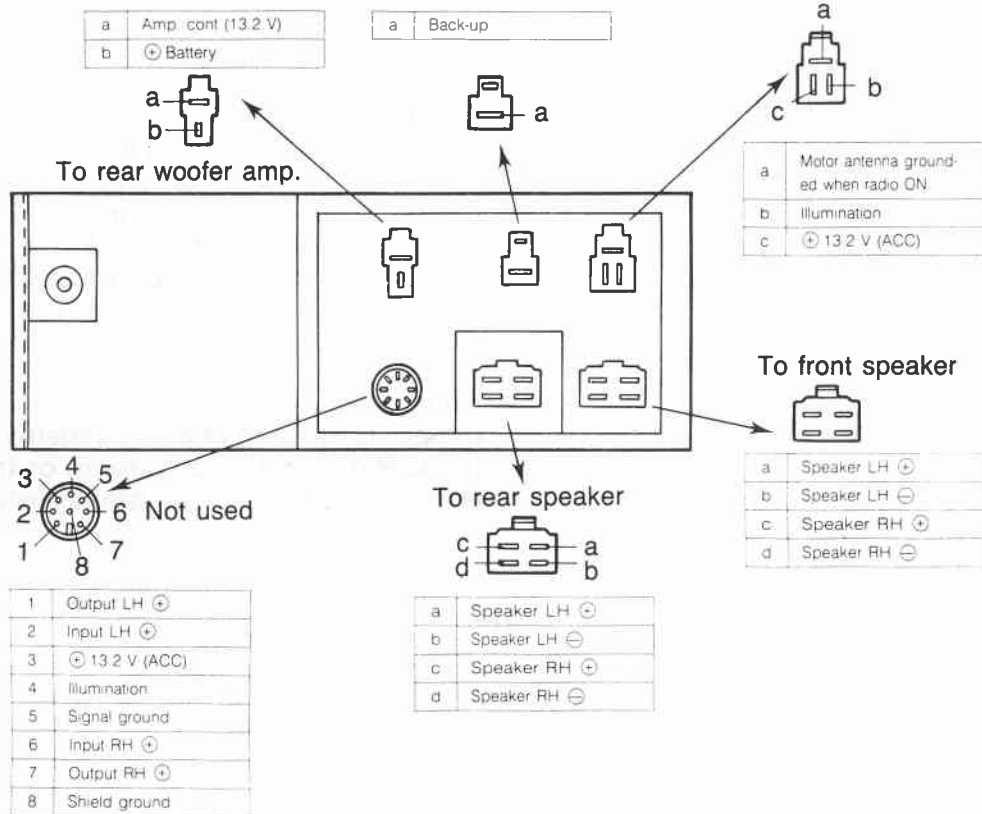 a Amp. cont (13.2 V)
b ⊕ Battery
a
b
To rear woofer amp.
a Back-up
a
a
b
c
a Motor antenna ground-
ed when radio ON
b Illumination
c ⊕ 13.2 V (ACC)
To front speaker
a Speaker LH ⊕
b Speaker LH ⊖
c Speaker RH ⊕
d Speaker RH ⊖
To rear speaker
c a
d b
a Speaker LH ⊕
b Speaker LH ⊖
c Speaker RH ⊕
d Speaker RH ⊖
4
3 5
2 6 Not used
1 7
8
1 Output LH ⊕
2 Input LH ⊕
3 ⊕ 13.2 V (ACC)
4 Illumination
5 Signal ground
6 Input RH ⊕
7 Output RH ⊕
8 Shield ground